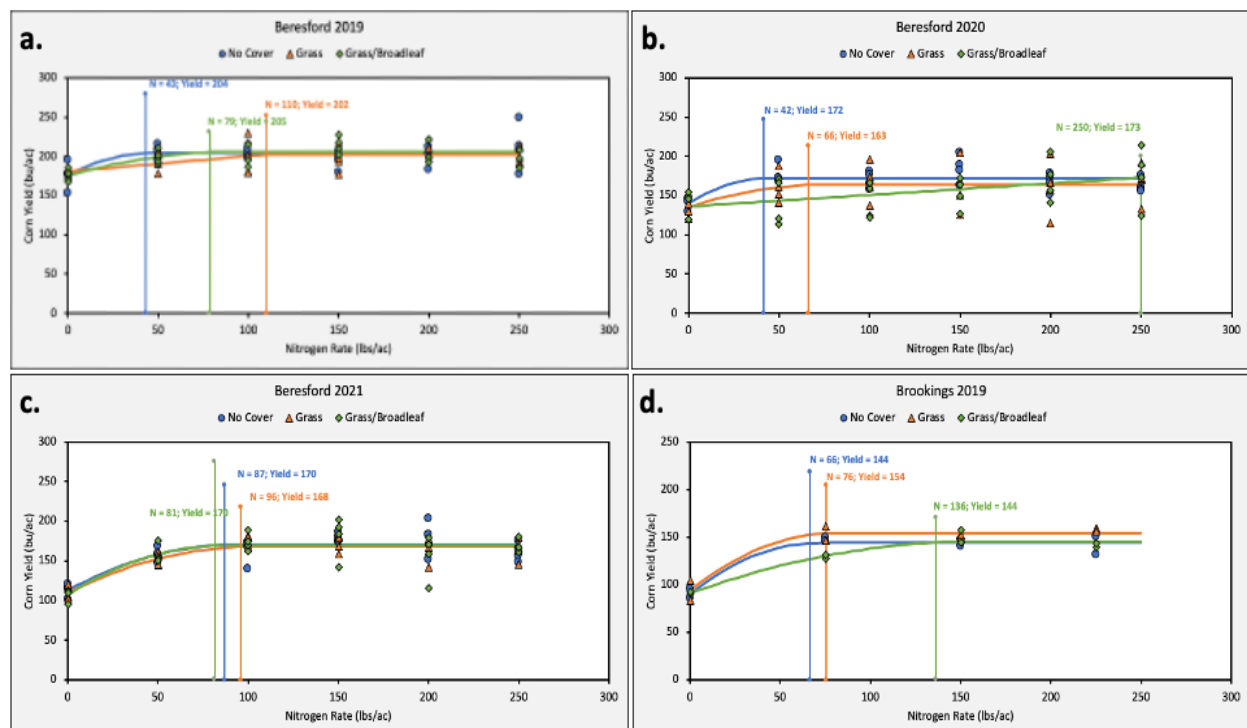 a.
Beresford 2019
No Cover Grass Grass/Broadleaf
N = 43; Yield = 204
N = 110; Yield = 202
N = 79; Yield = 205
Corn Yield (bu/ac)
300
250
200
150
100
50
0
0 50 100 150 200 250 300
Nitrogen Rate (lbs/ac)
b.
Beresford 2020
No Cover Grass Grass/Broadleaf
N = 42; Yield = 172
N = 66; Yield = 163
N = 250; Yield = 173
Corn Yield (bu/ac)
300
250
200
150
100
50
0
0 50 100 150 200 250 300
Nitrogen Rate (lbs/ac)
c.
Beresford 2021
No Cover Grass Grass/Broadleaf
N = 87; Yield = 170
N = 96; Yield = 168
N = 81; Yield = 170
Corn Yield (bu/ac)
300
250
200
150
100
50
0
0 50 100 150 200 250 300
Nitrogen Rate (lbs/ac)
d.
Brookings 2019
No Cover Grass Grass/Broadleaf
N = 66; Yield = 144
N = 76; Yield = 154
N = 136; Yield = 144
Corn Yield (bu/ac)
250
200
150
100
50
0
0 50 100 150 200 250 300
Nitrogen Rate (lbs/ac)